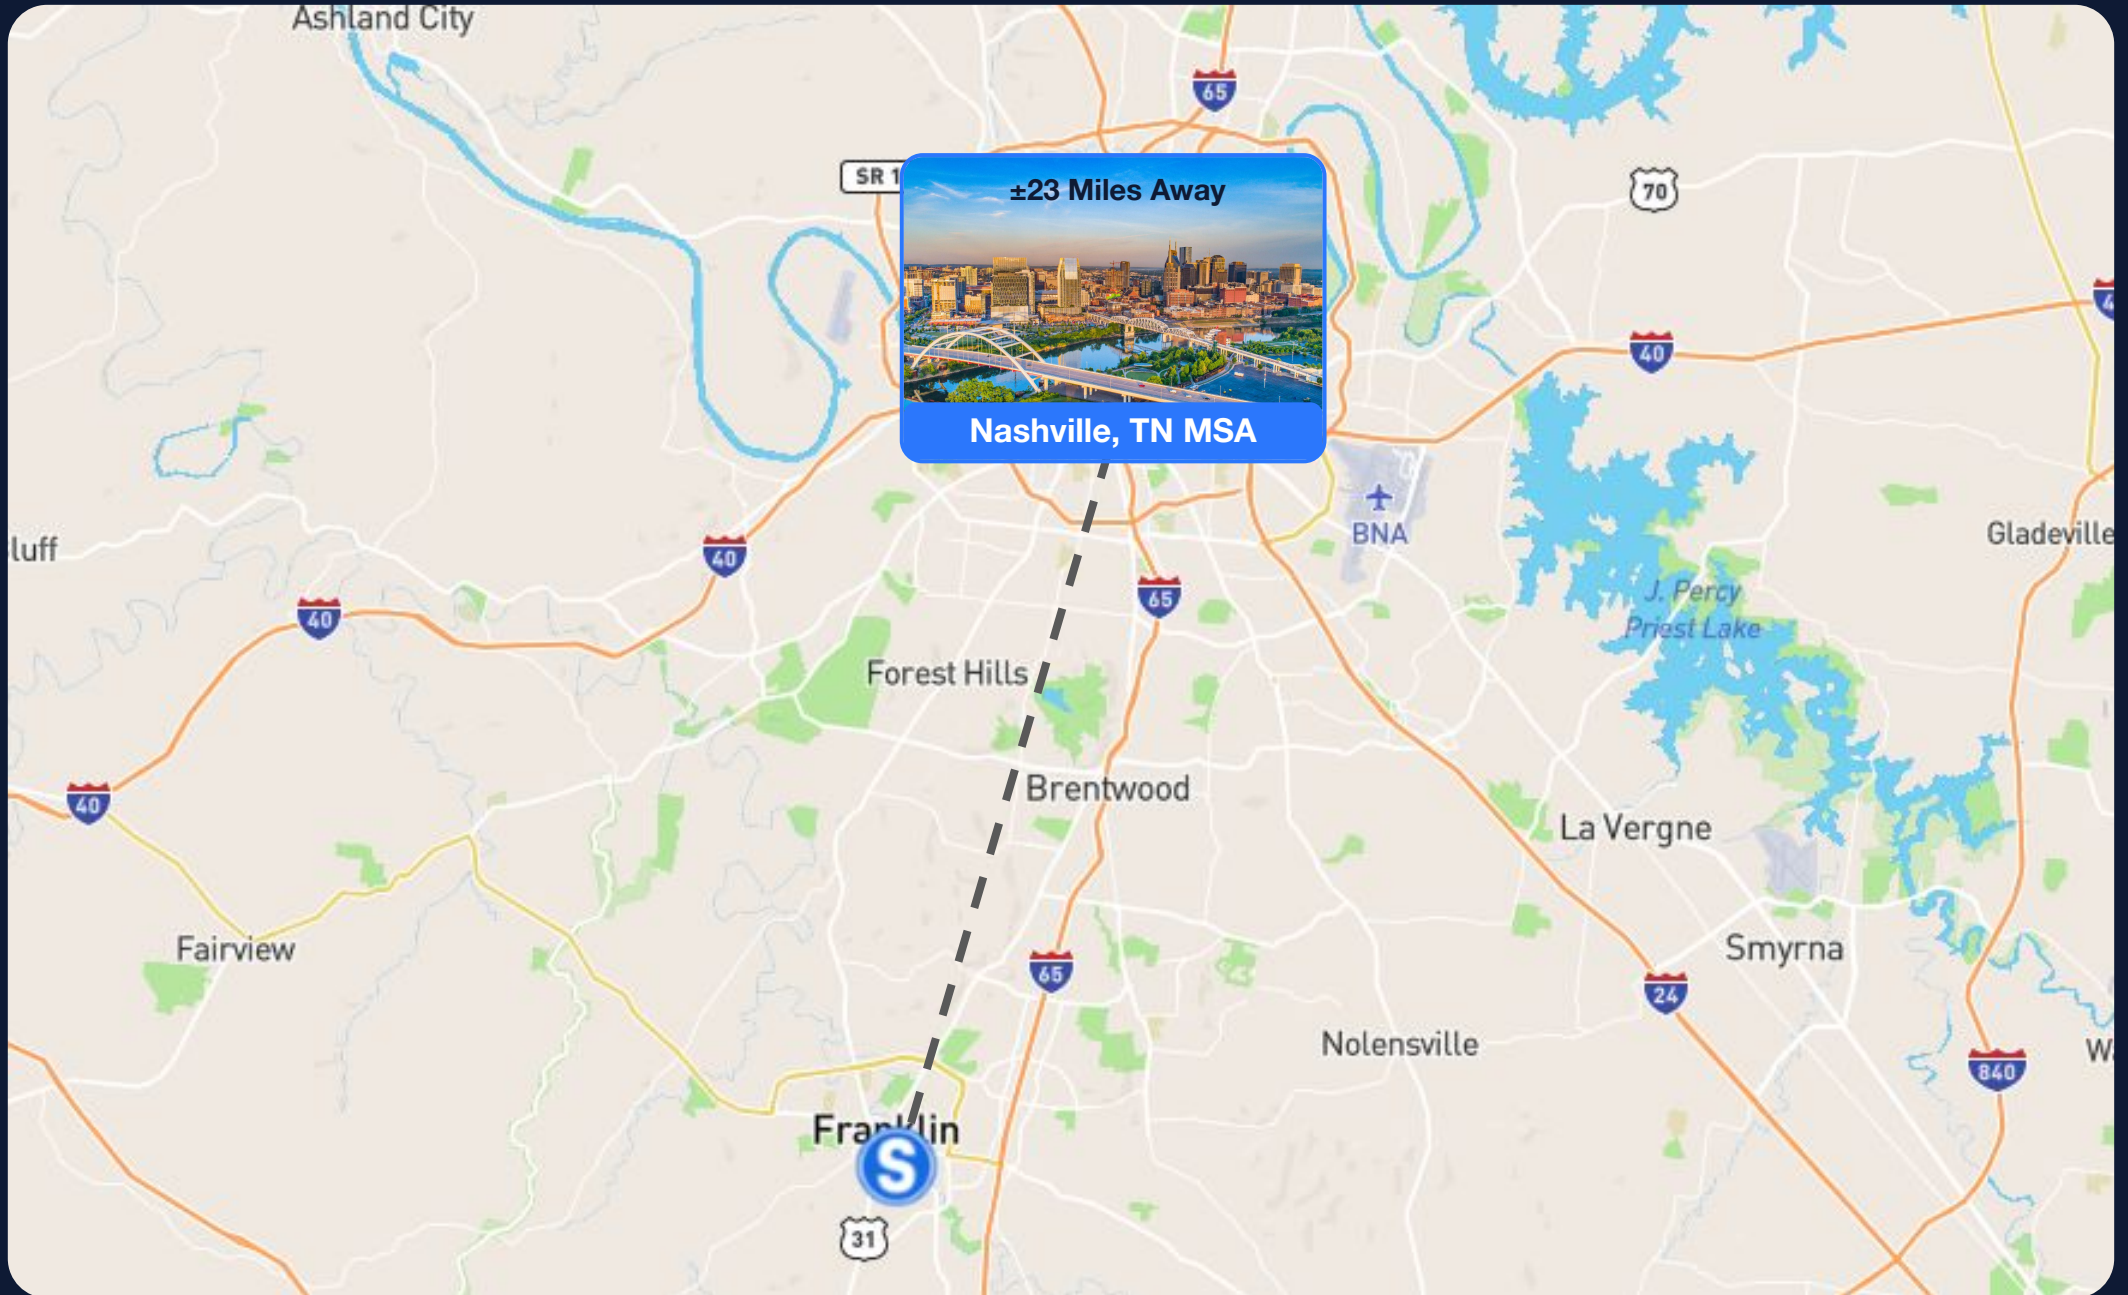 Ashland City
65
SR 1
±23 Miles Away
70
Nashville, TN MSA
40
BNA
luff
40
Gladeville
40
65
J. Percy
Priest Lake
Forest Hills
Brentwood
40
La Vergne
Fairview
Smyrna
65
24
Nolensville
840
Franklin
S
31